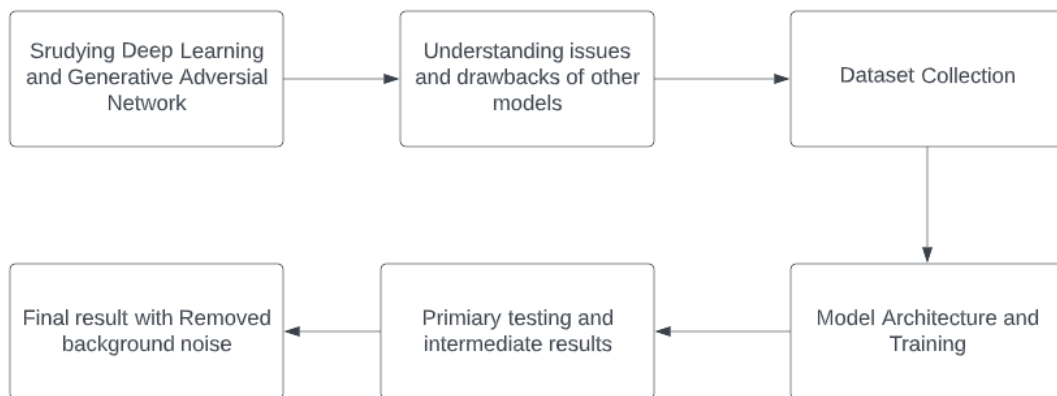 Srudying Deep Learning
and Generative Adversial
Network
Understanding issues
and drawbacks of other
models
Dataset Collection
Model Architecture and
Training
Primiary testing and
intermediate results
Final result with Removed
background noise